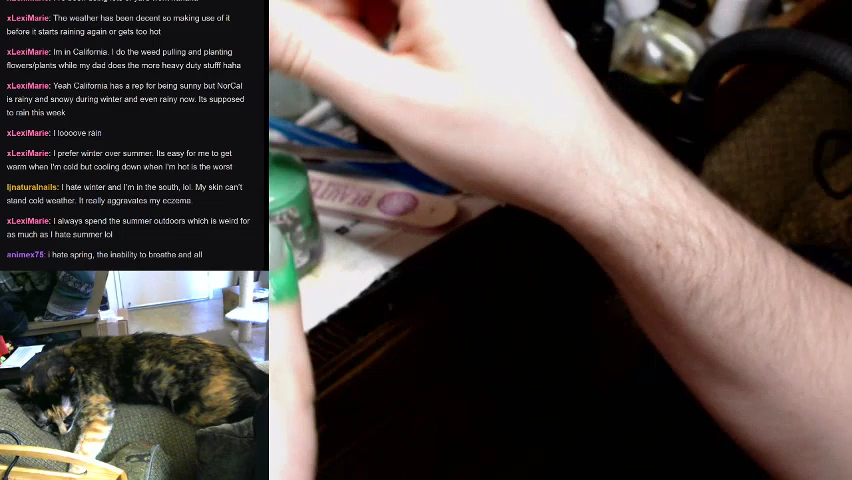 xLexiMarie: The weather has been decent so making use of it
before it starts raining again or gets too hot
xLexiMarie: Im in California. I do the weed pulling and planting
flowers/plants while my dad does the more heavy duty stufff haha
xLexiMarie: Yeah California has a rep for being sunny but NorCal
is rainy and snowy during winter and even rainy now. Its supposed
to rain this week
xLexiMarie: I loooove rain
xLexiMarie: I prefer winter over summer. Its easy for me to get
warm when I'm cold but cooling down when I'm hot is the worst
ljnaturalnails: I hate winter and I'm in the south, lol. My skin can't
stand cold weather. It really aggravates my eczema.
xLexiMarie: I always spend the summer outdoors which is weird for
as much as I hate summer lol
animex75: i hate spring, the inability to breathe and all
BEAUTY